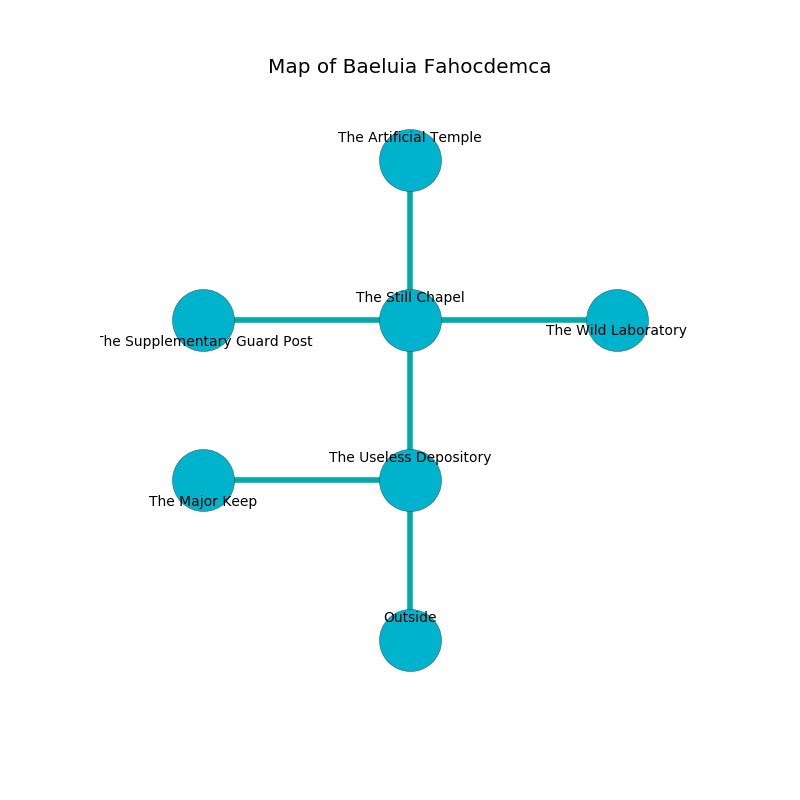 Map of Baeluia Fahocdemca
The Artificial Temple
The Still Chapel
The Wild Laboratory
The Supplementary Guard Post
The Useless Depository
The Major Keep
Outside